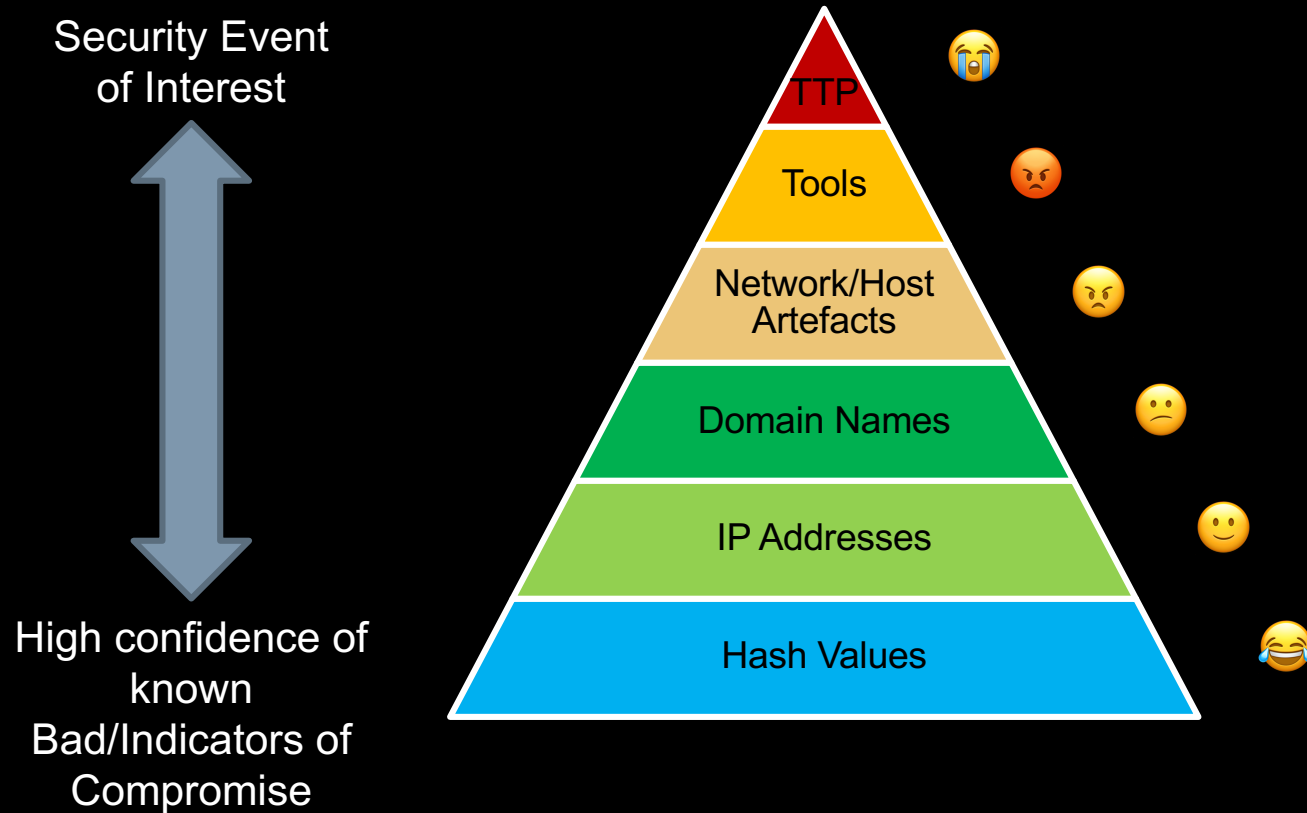 Security Event
of Interest
TTP
Tools
Network/Host
Artefacts
Domain Names
IP Addresses
Hash Values
High confidence of
known
Bad/Indicators of
Compromise